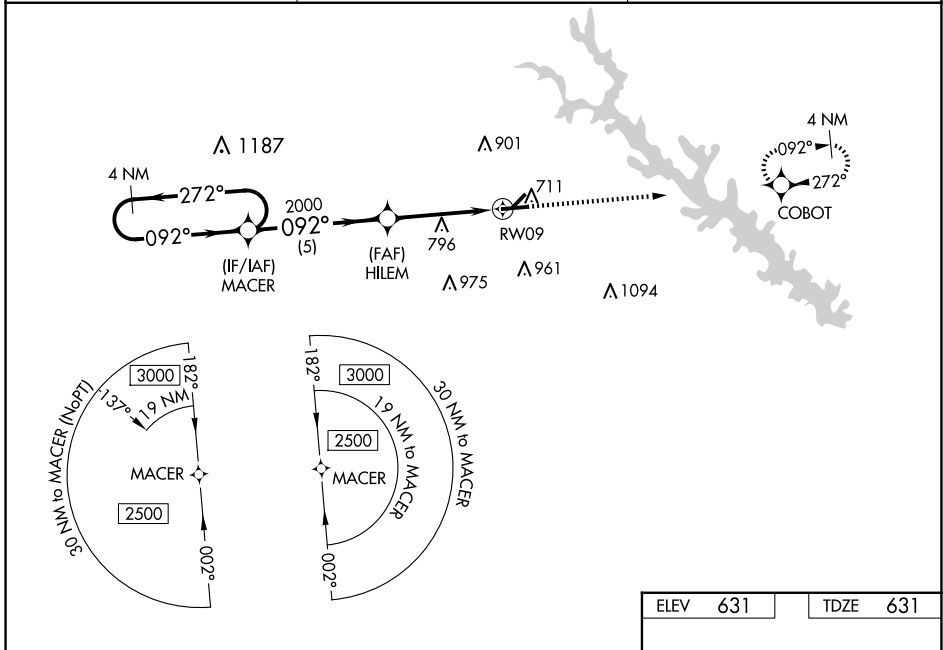 1187
901
4 NM
092°
272°
COBOT
4 NM
272°
092°
2000
092°
(5)
711
796
RW09
(IF/IAF)
MACER
(FAF)
HILEM
975
961
1094
30 NM to MACER (NoPT)
137°
19 NM
3000
182°
MACER
2500
002°
182°
3000
19 NM to MACER
2500
MACER
30 NM to MACER
002°
ELEV 631
TDZE 631